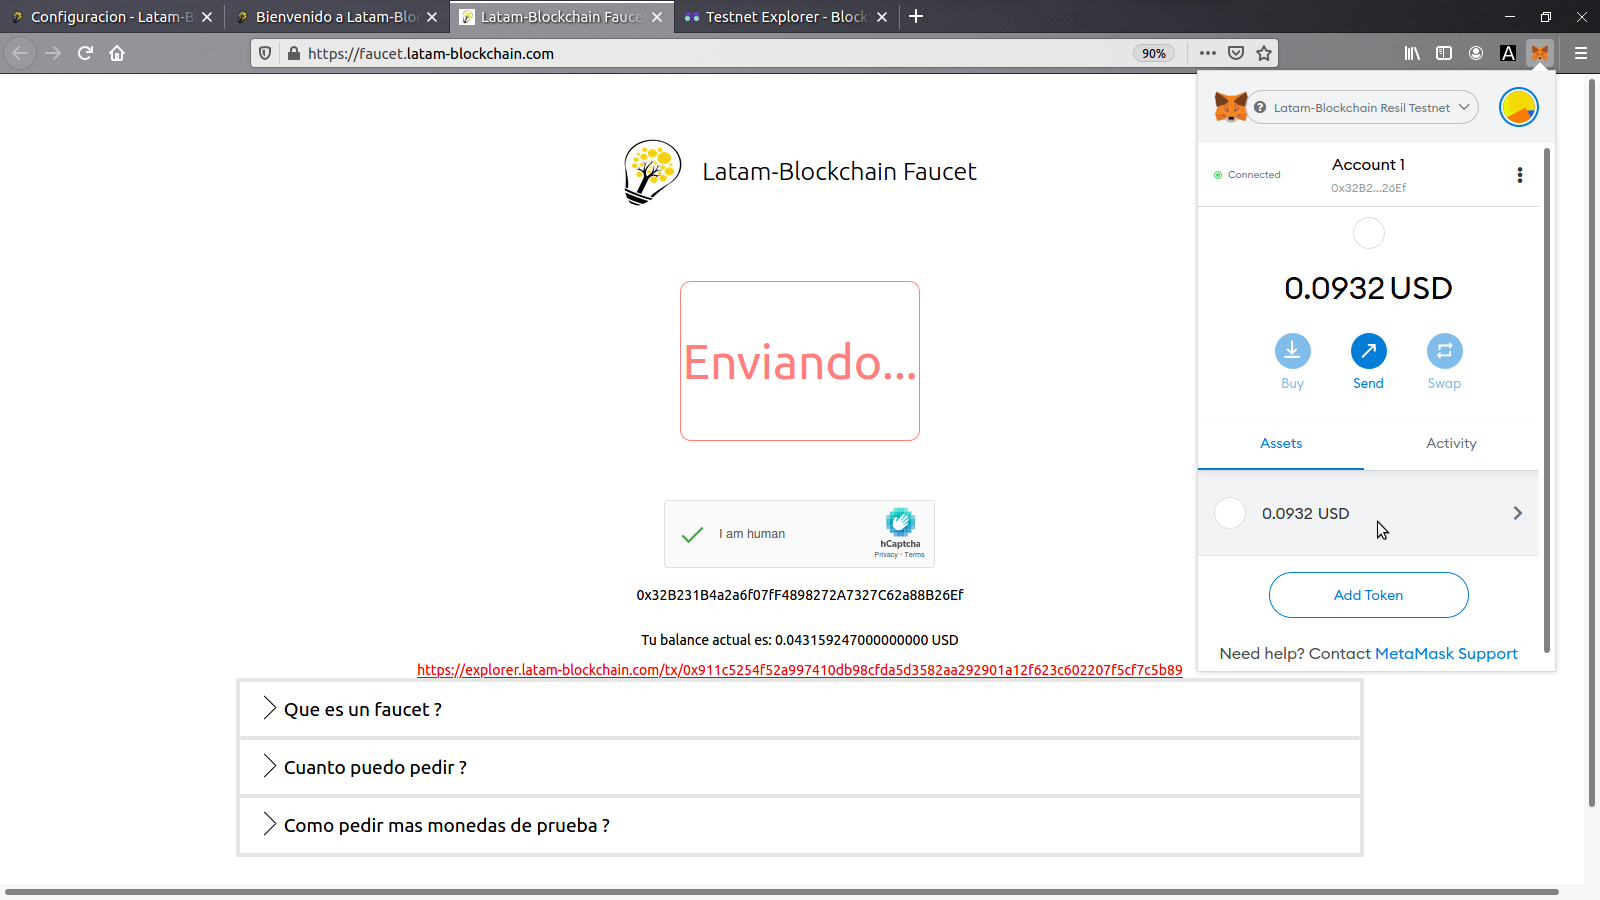 Configuracion - Latam-B
Bienvenido a Latam-Blo
Latam-Blockchain Fauce
Testnet Explorer - Block
https://faucet.latam-blockchain.com
90%
A
Latam-Blockchain Faucet
Enviando...
I am human
hCaptcha
Privacy - Terms
0x32B231B4a2a6f07fF4898272A7327C62a88B26Ef
Tu balance actual es: 0.043159247000000000 USD
https://explorer.latam-blockchain.com/tx/0x911c5254f52a997410db98cfda5d3582aa292901a12f623c602207f5cf7c5b89
Que es un faucet ?
Cuanto puedo pedir ?
Como pedir mas monedas de prueba ?
? Latam-Blockchain Resil Testnet
Connected
Account 1
0x32B2...26Ef
0.0932 USD
Buy
Send
Swap
Assets
Activity
0.0932 USD
Add Token
Need help? Contact MetaMask Support